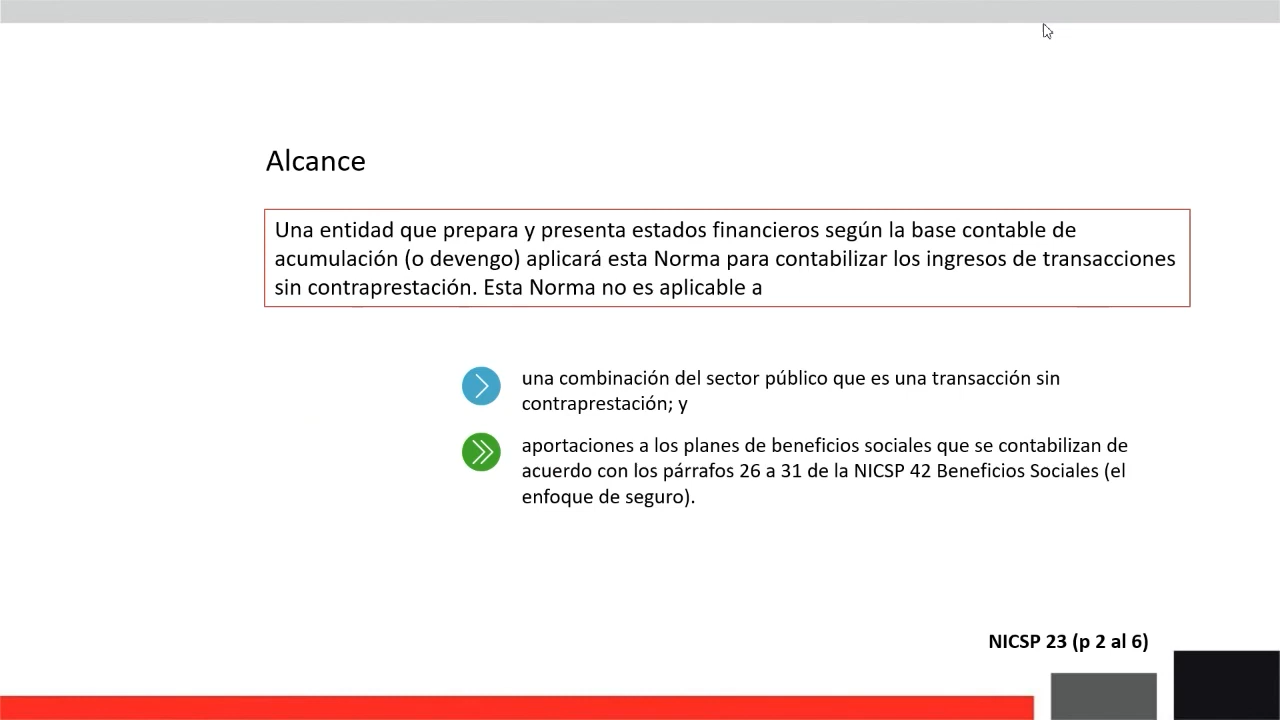 Alcance
Una entidad que prepara y presenta estados financieros según la base contable de
acumulación (o devengo) aplicará esta Norma para contabilizar los ingresos de transacciones
sin contraprestación. Esta Norma no es aplicable a
una combinación del sector público que es una transacción sin
contraprestación; y
aportaciones a los planes de beneficios sociales que se contabilizan de
acuerdo con los párrafos 26 a 31 de la NICSP 42 Beneficios Sociales (el
enfoque de seguro).
NICSP 23 (p 2 al 6)